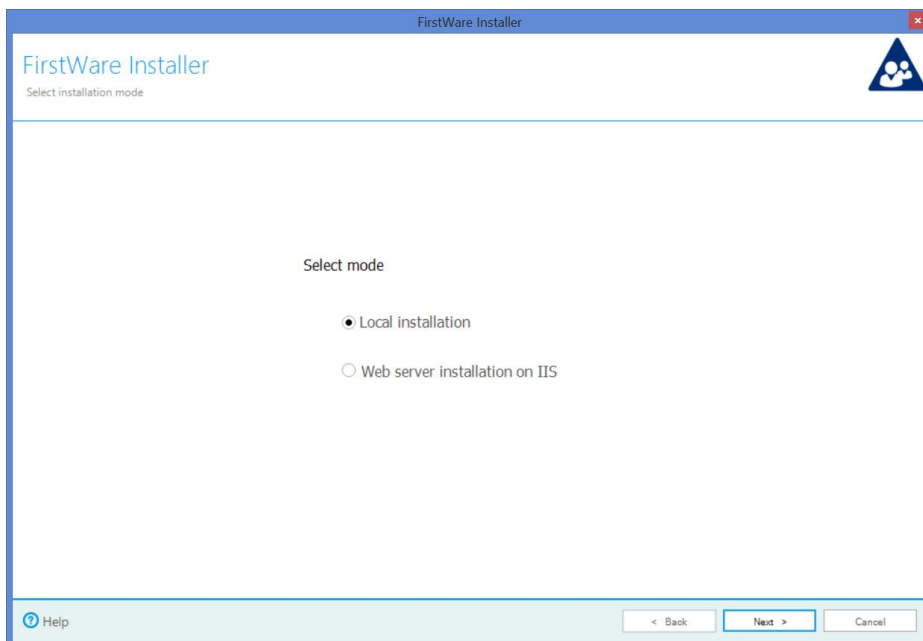 FirstWare Installer
FirstWare Installer
Select installation mode
Select mode
Local installation
Web server installation on IIS
Help
< Back
Next >
Cancel